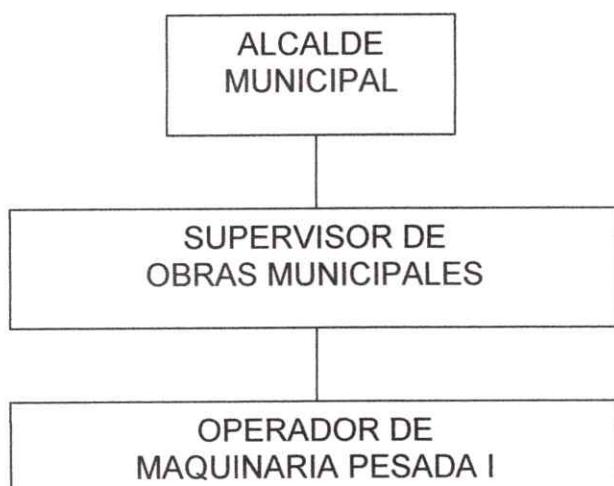 ALCALDE
MUNICIPAL
SUPERVISOR DE
OBRAS MUNICIPALES
OPERADOR DE
MAQUINARIA PESADA I